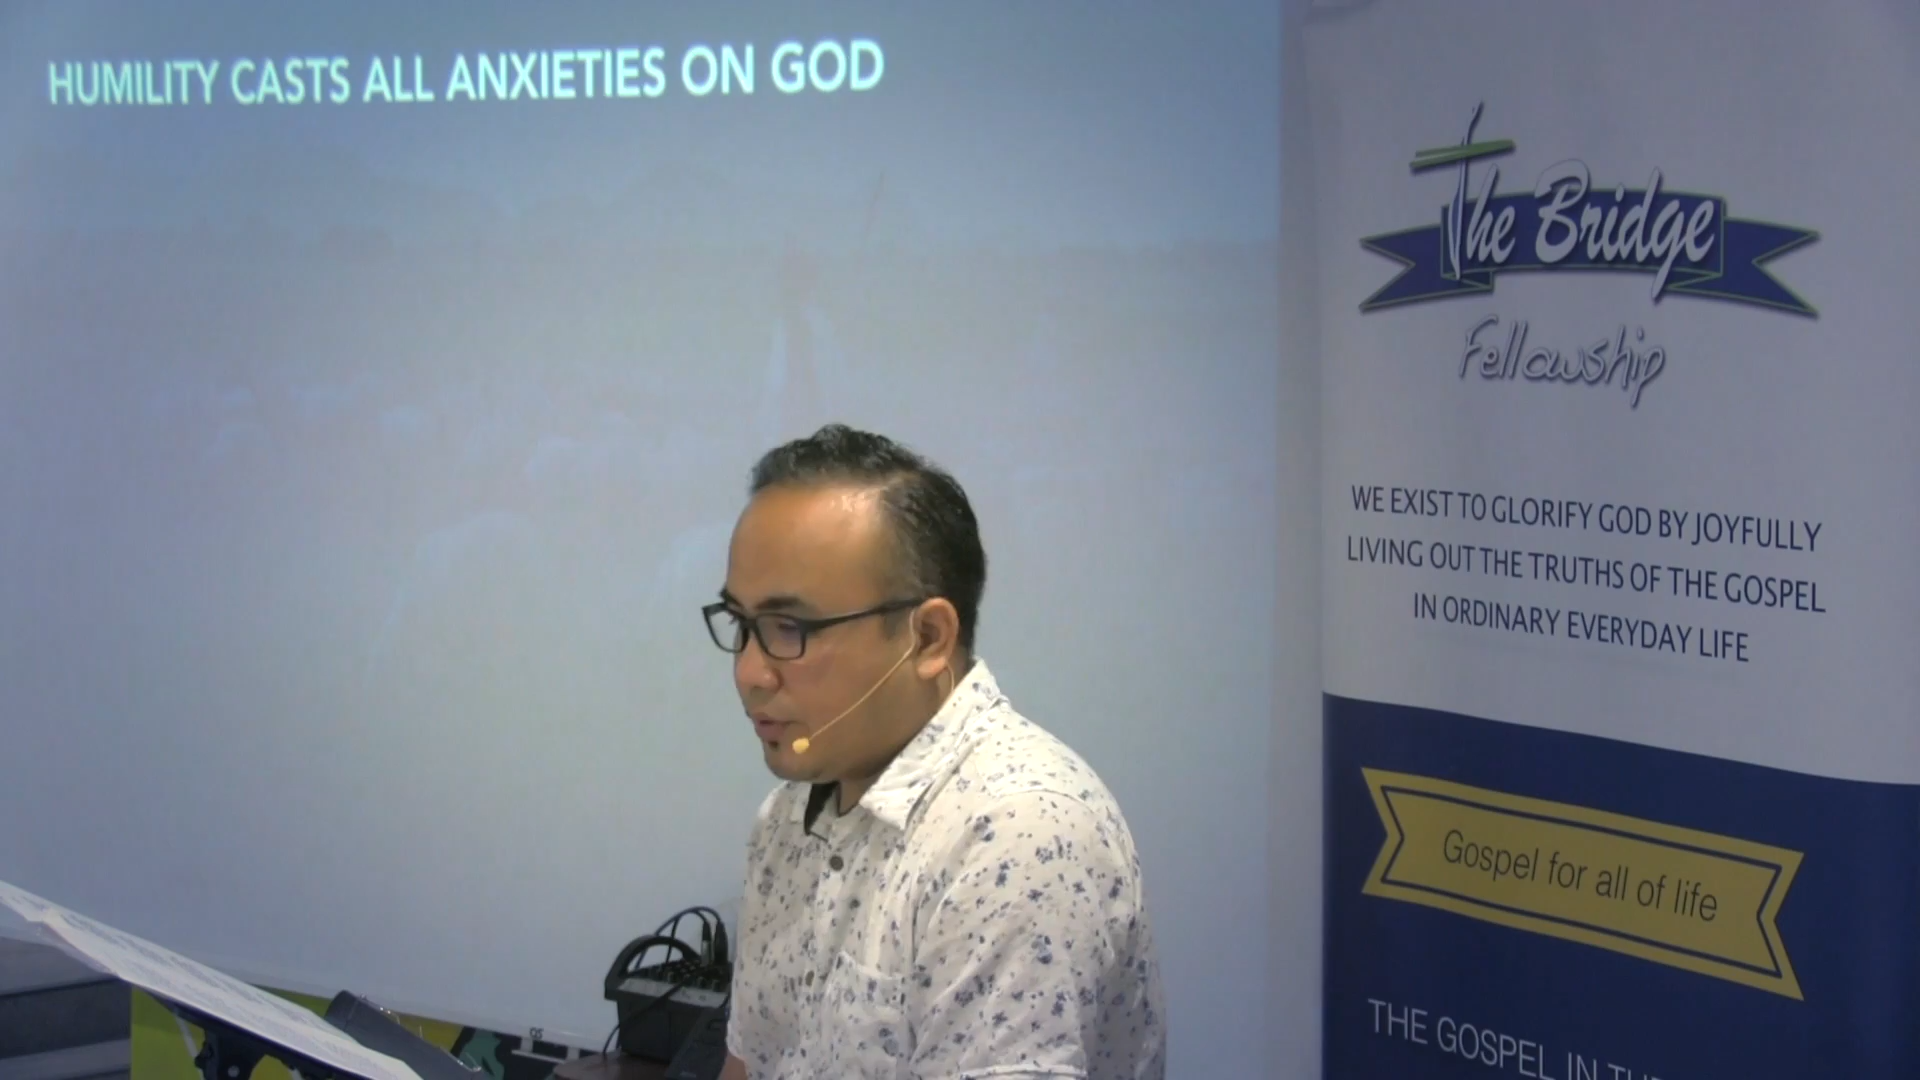 HUMILITY CASTS ALL ANXIETIES ON GOD
The Bridge
Fellowship
WE EXIST TO GLORIFY GOD BY JOYFULLY
LIVING OUT THE TRUTHS OF THE GOSPEL
IN ORDINARY EVERYDAY LIFE
Gospel for all of life
THE GOSPEL IN